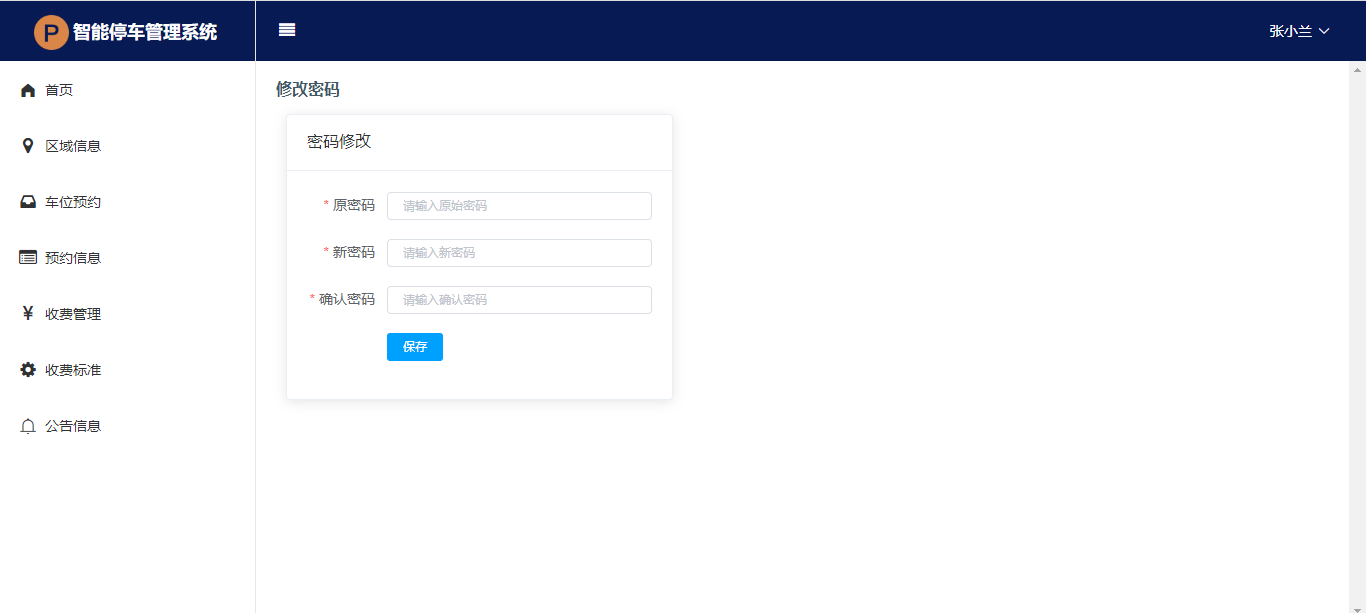 P 智能停车管理系统
张小兰
首页
区域信息
车位预约
预约信息
¥ 收费管理
收费标准
公告信息
修改密码
密码修改
* 原密码 请输入原始密码
* 新密码 请输入新密码
* 确认密码 请输入确认密码
保存